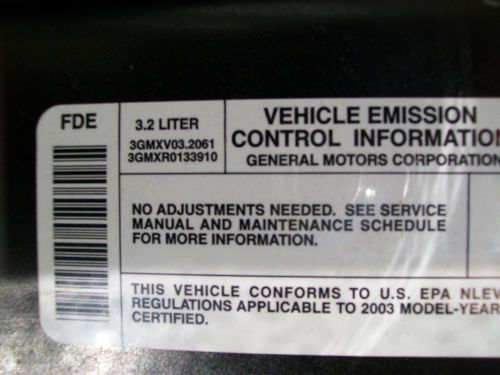 FDE
3.2 LITER
3GMXV03.2061
3GMXR0133910
VEHICLE EMISSION
CONTROL INFORMATION
GENERAL MOTORS CORPORATION
NO ADJUSTMENTS NEEDED. SEE SERVICE
MANUAL AND MAINTENANCE SCHEDULE
FOR MORE INFORMATION.
THIS VEHICLE CONFORMS TO U.S. EPA NLEV
REGULATIONS APPLICABLE TO 2003 MODEL-YEAR
CERTIFIED.